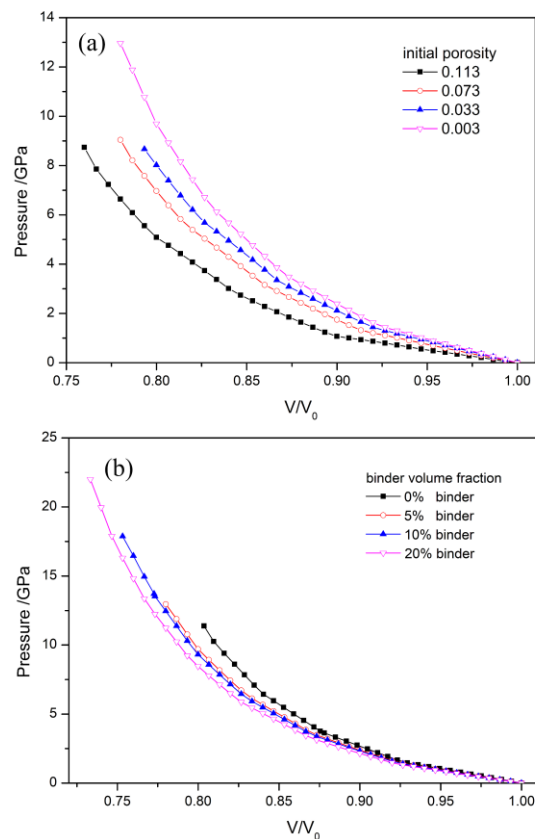 (a)
initial porosity
0.113
0.073
0.033
0.003
Pressure /GPa
14
12
10
8
6
4
2
0
0.75 0.80 0.85 0.90 0.95 1.00
V/V0
(b)
binder volume fraction
0% binder
5% binder
10% binder
20% binder
Pressure /GPa
25
20
15
10
5
0
0.75 0.80 0.85 0.90 0.95 1.00
V/V0